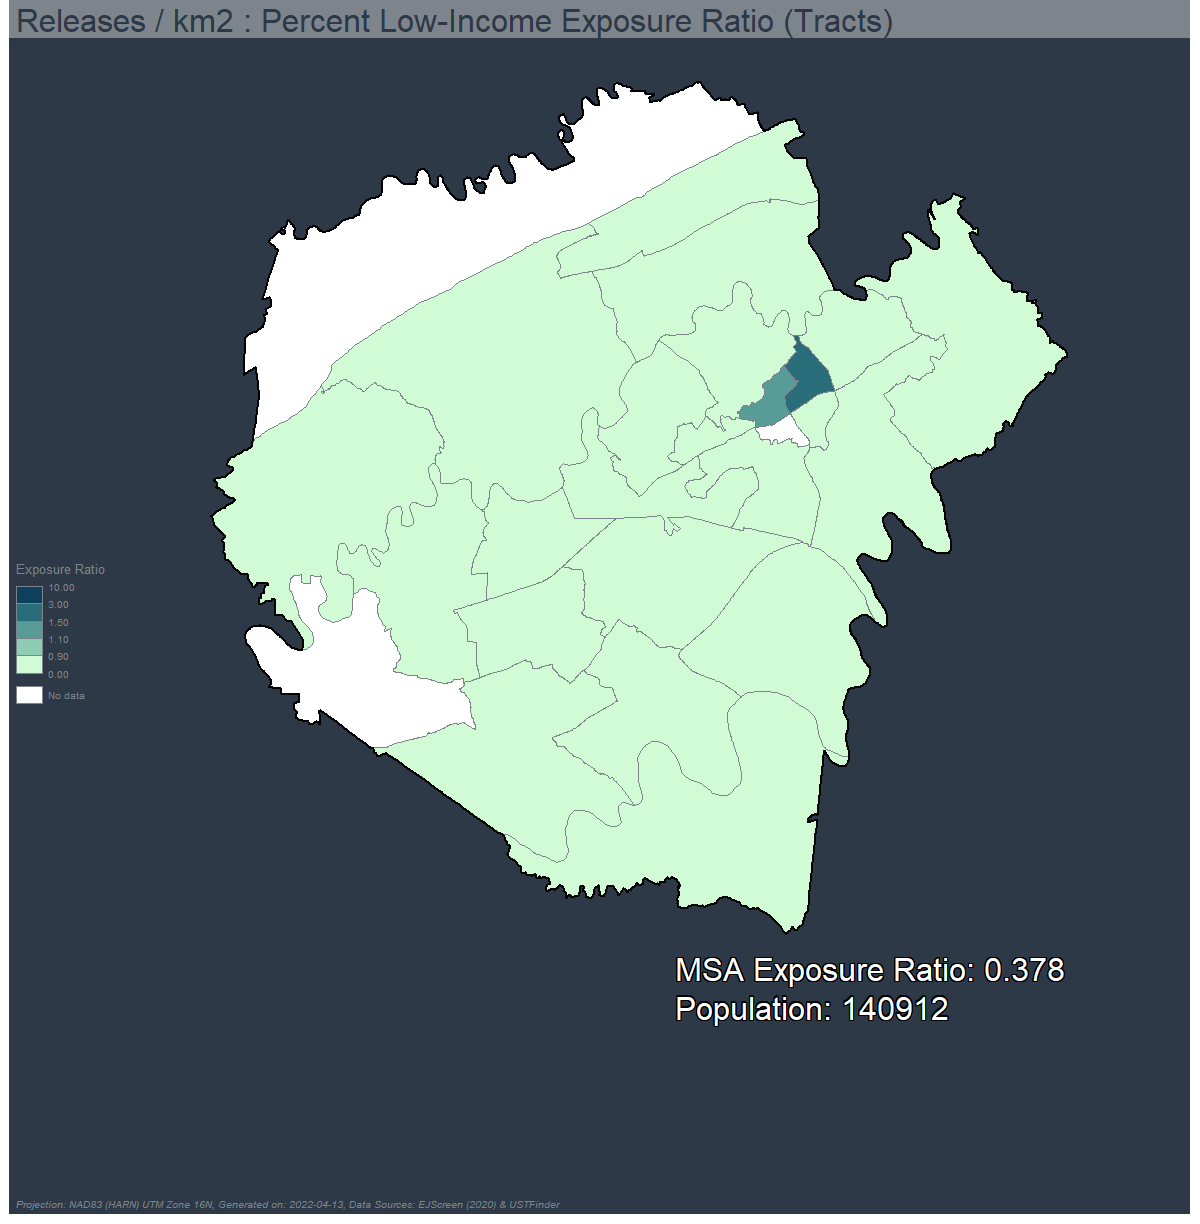 Releases / km2 : Percent Low-Income Exposure Ratio (Tracts)
Exposure Ratio
10.00
3.00
1.50
1.10
0.90
0.00
No data
MSA Exposure Ratio: 0.378
Population: 140912
Projection: NAD83 (HARN) UTM Zone 16N, Generated on: 2022-04-13, Data Sources: EJScreen (2020) & USTFinder